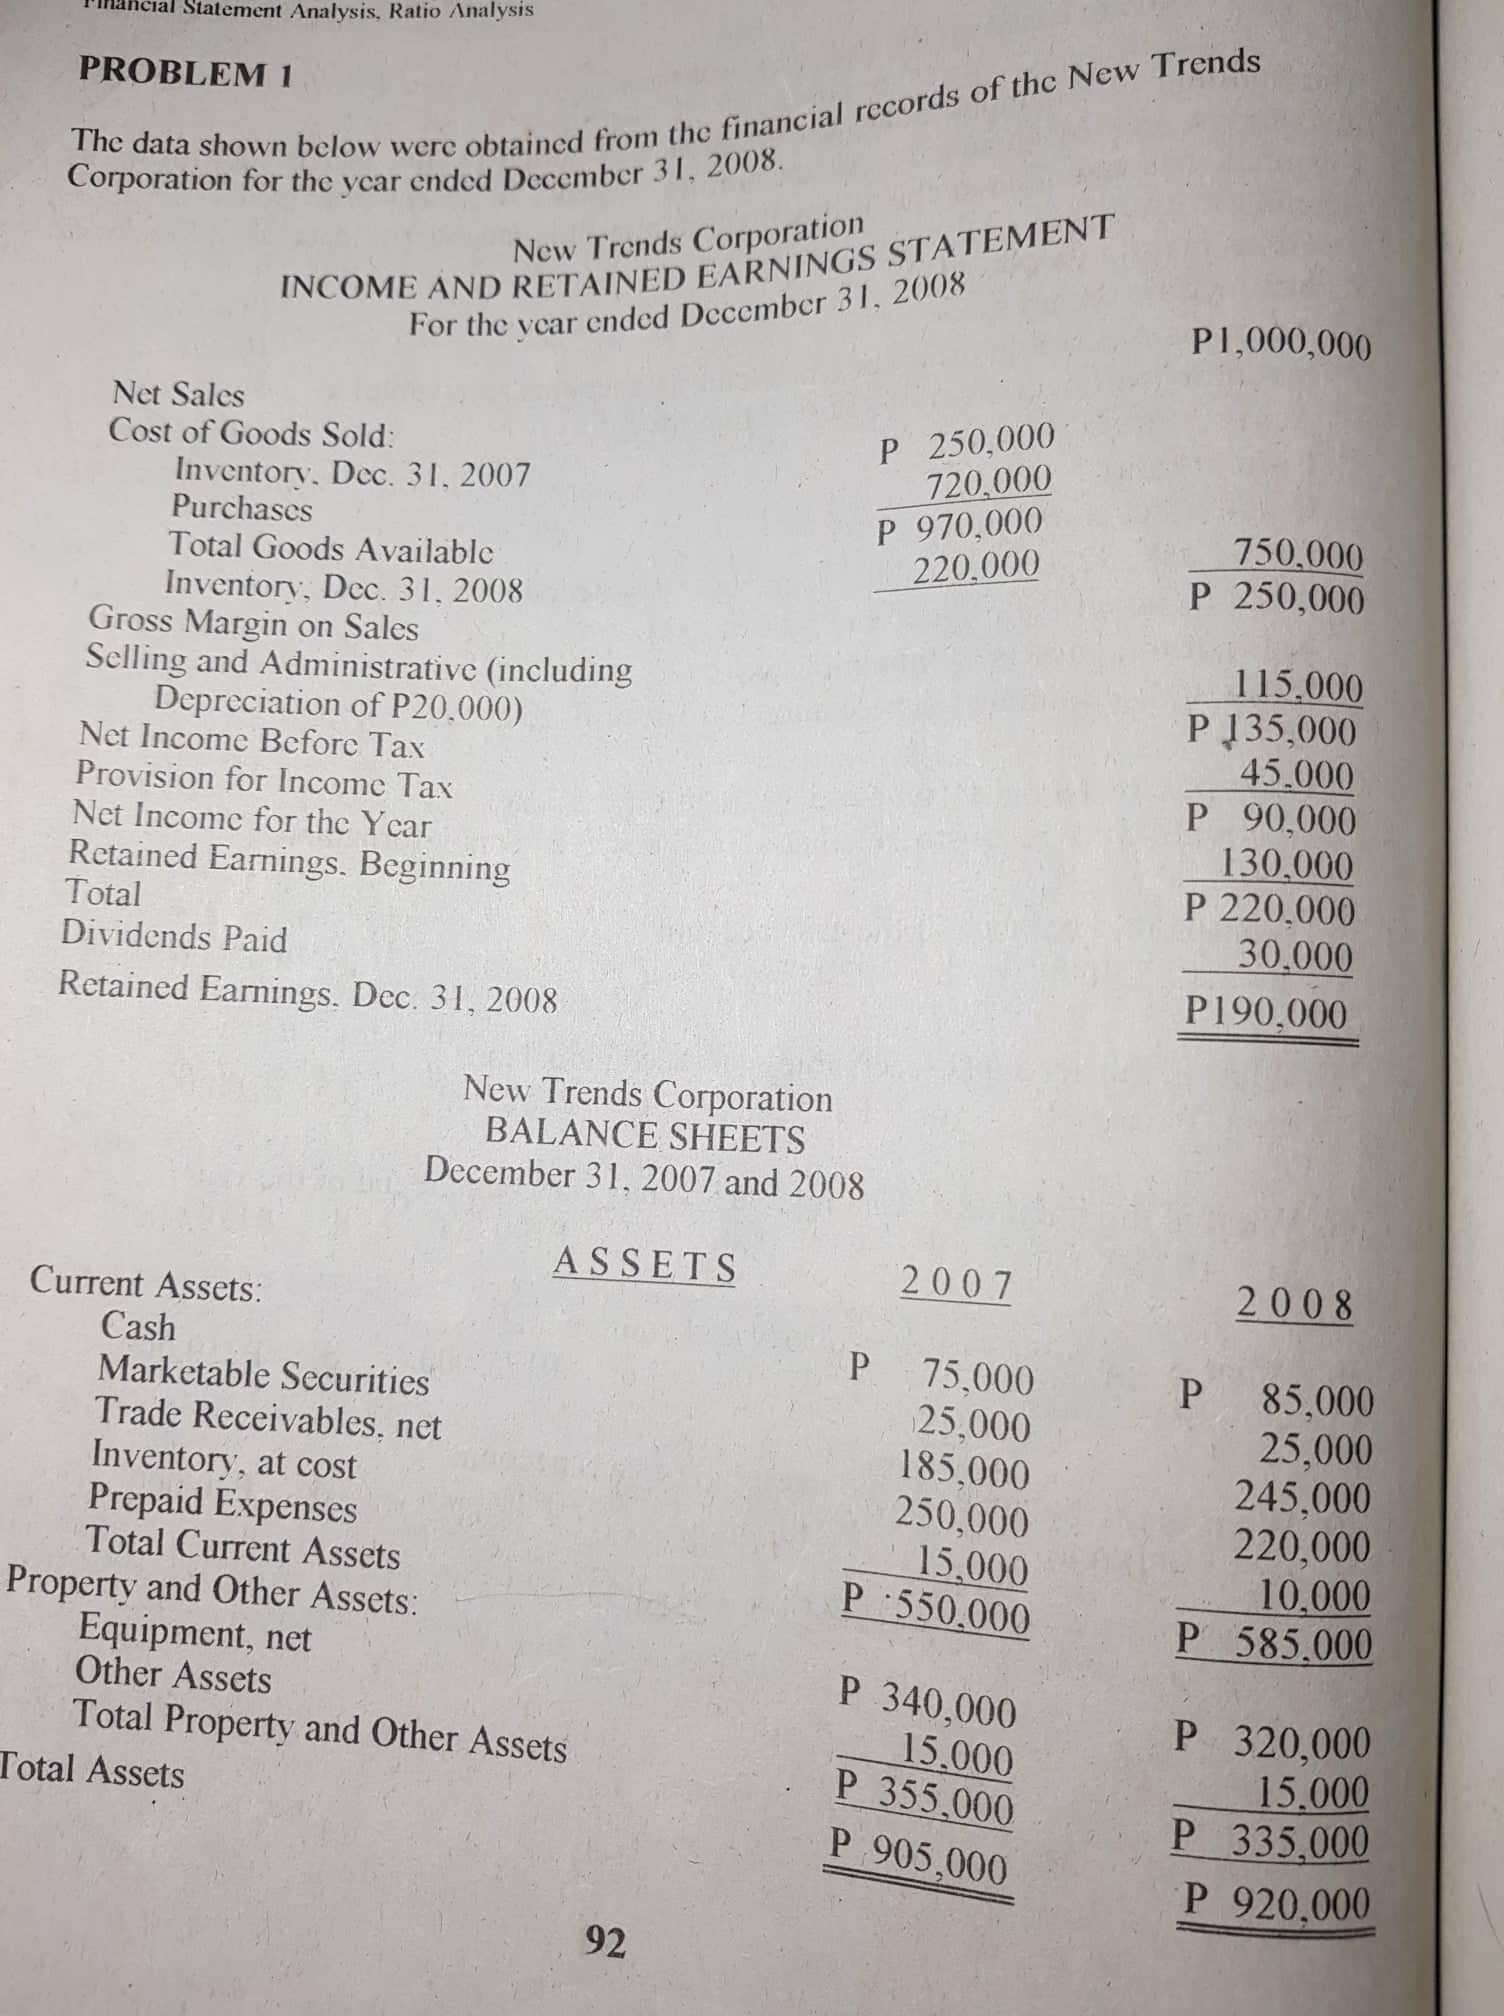 Financial Statement Analysis, Ratio Analysis
PROBLEM 1
The data shown below were obtained from the financial records of the New Trends
Corporation for the year ended December 31, 2008.
New Trends Corporation
INCOME AND RETAINED EARNINGS STATEMENT
For the year ended December 31, 2008
Net Sales P1,000,000
Cost of Goods Sold:
Inventory, Dec. 31, 2007 P 250,000
Purchases 720,000
Total Goods Available P 970,000
Inventory, Dec. 31, 2008 220,000 750,000
Gross Margin on Sales P 250,000
Selling and Administrative (including
Depreciation of P20,000) 115,000
Net Income Before Tax P 135,000
Provision for Income Tax 45,000
Net Income for the Year P 90,000
Retained Earnings, Beginning 130,000
Total P 220,000
Dividends Paid 30,000
Retained Earnings, Dec. 31, 2008 P190,000
New Trends Corporation
BALANCE SHEETS
December 31, 2007 and 2008
ASSETS 2007 2008
Current Assets:
Cash P 75,000 P 85,000
Marketable Securities 25,000 25,000
Trade Receivables, net 185,000 245,000
Inventory, at cost 250,000 220,000
Prepaid Expenses 15,000 10,000
Total Current Assets P 550,000 P 585,000
Property and Other Assets:
Equipment, net P 340,000 P 320,000
Other Assets 15,000 15,000
Total Property and Other Assets P 355,000 P 335,000
Total Assets P 905,000 P 920,000
92